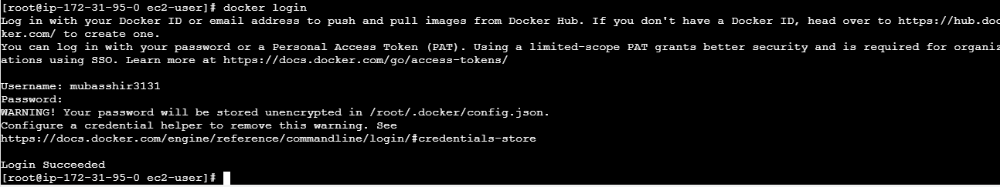 [root@ip-172-31-95-0 ec2-user]# docker login
Log in with your Docker ID or email address to push and pull images from Docker Hub. If you don't have a Docker ID, head over to https://hub.doc
ker.com/ to create one.
You can log in with your password or a Personal Access Token (PAT). Using a limited-scope PAT grants better security and is required for organiz
ations using SSO. Learn more at https://docs.docker.com/go/access-tokens/
Username: mubasshir3131
Password:
WARNING! Your password will be stored unencrypted in /root/.docker/config.json.
Configure a credential helper to remove this warning. See
https://docs.docker.com/engine/reference/commandline/login/#credentials-store
Login Succeeded
[root@ip-172-31-95-0 ec2-user]#